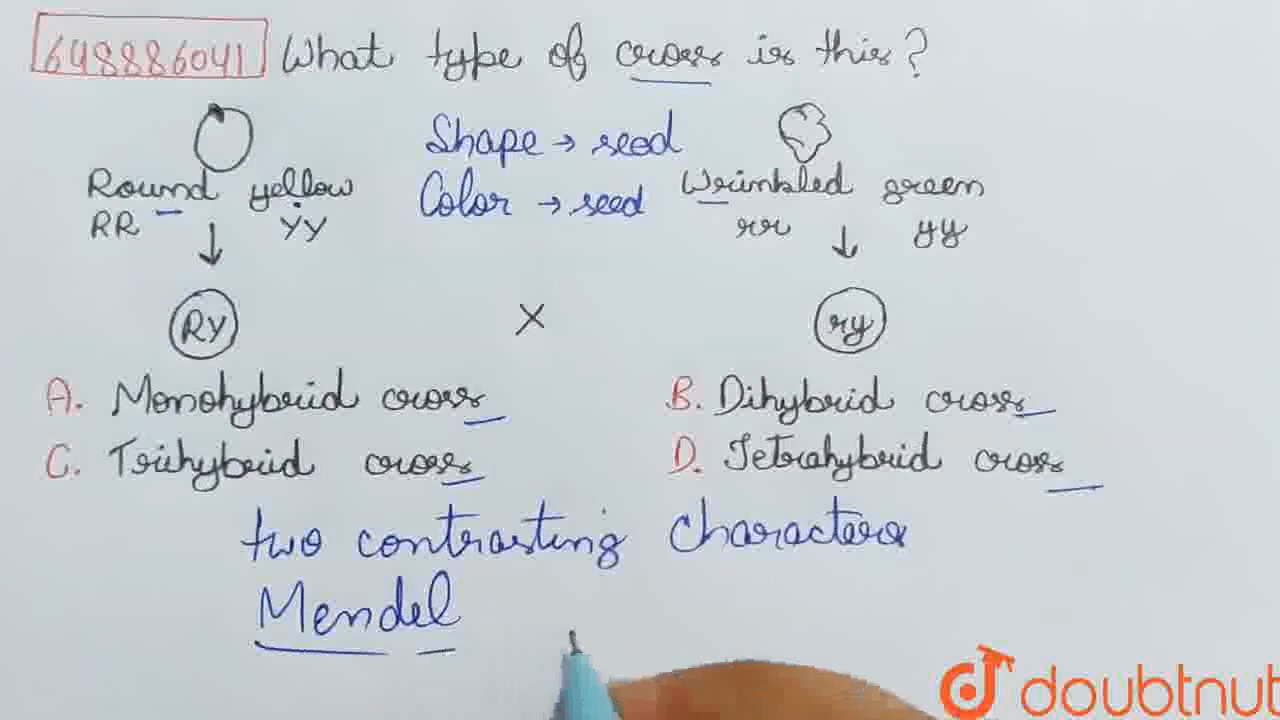 648886041 What type of cross is this?
Shape → seed
Round yellow Color → seed Wrinkled green
RR YY rr yy
↓ ↓
RY X ry
A. Monohybrid cross B. Dihybrid cross
C. Trihybrid cross D. Tetrahybrid cross
two contrasting characters
Mendel
doubtnut